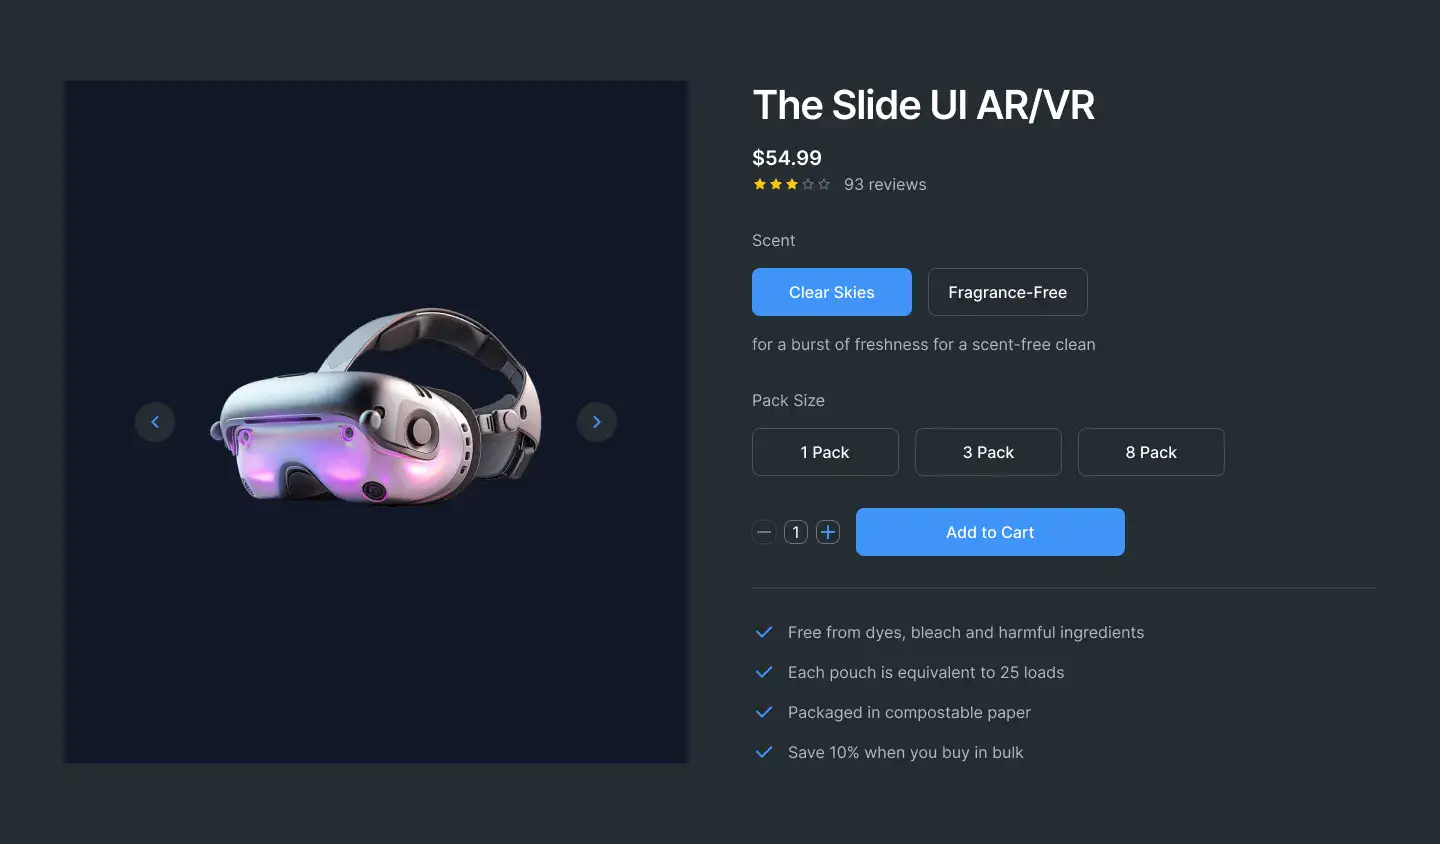 The Slide UI AR/VR
$54.99
93 reviews
Scent
Clear Skies
Fragrance-Free
for a burst of freshness for a scent-free clean
Pack Size
1 Pack
3 Pack
8 Pack
1
Add to Cart
Free from dyes, bleach and harmful ingredients
Each pouch is equivalent to 25 loads
Packaged in compostable paper
Save 10% when you buy in bulk